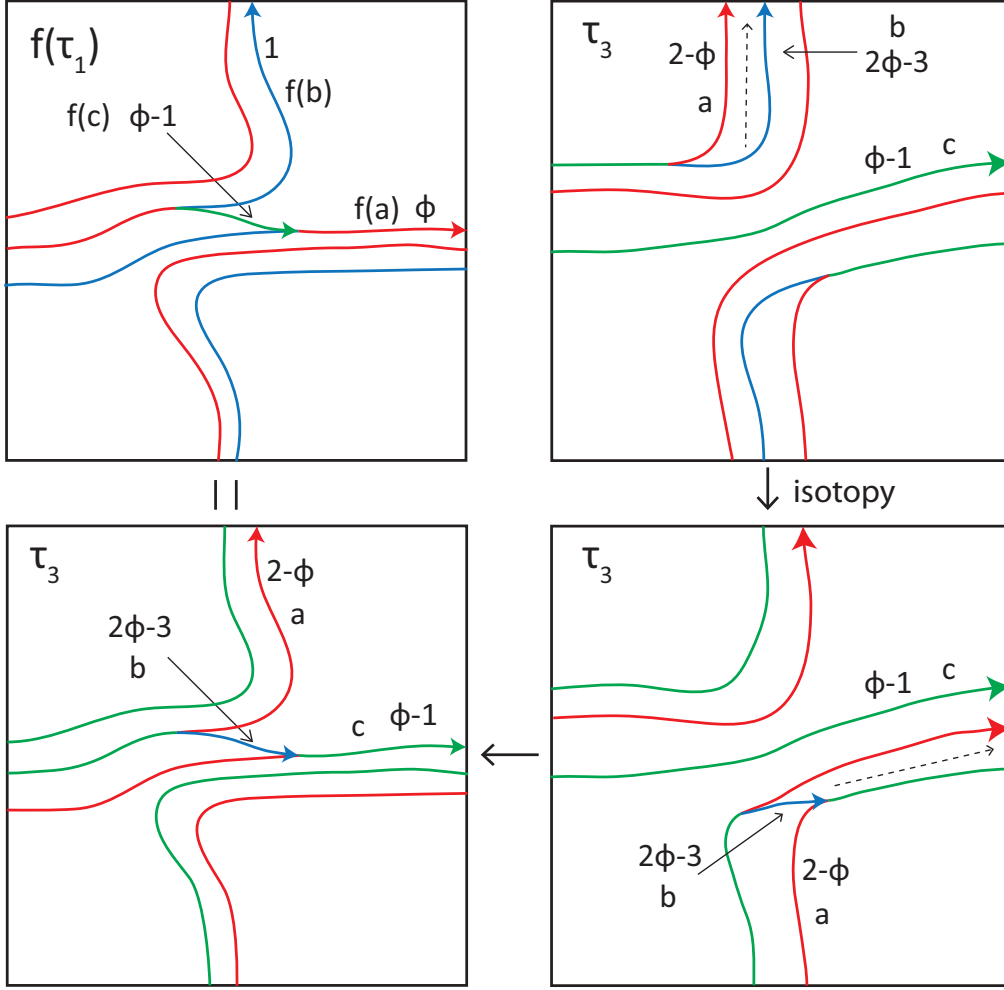 f(τ₁)
1
f(b)
f(c) ϕ-1
f(a) ϕ
τ₃
2-ϕ
a
b
2ϕ-3
ϕ-1 c
isotopy
τ₃
2-ϕ
a
2ϕ-3
b
c ϕ-1
τ₃
ϕ-1 c
2ϕ-3
b
2-ϕ
a